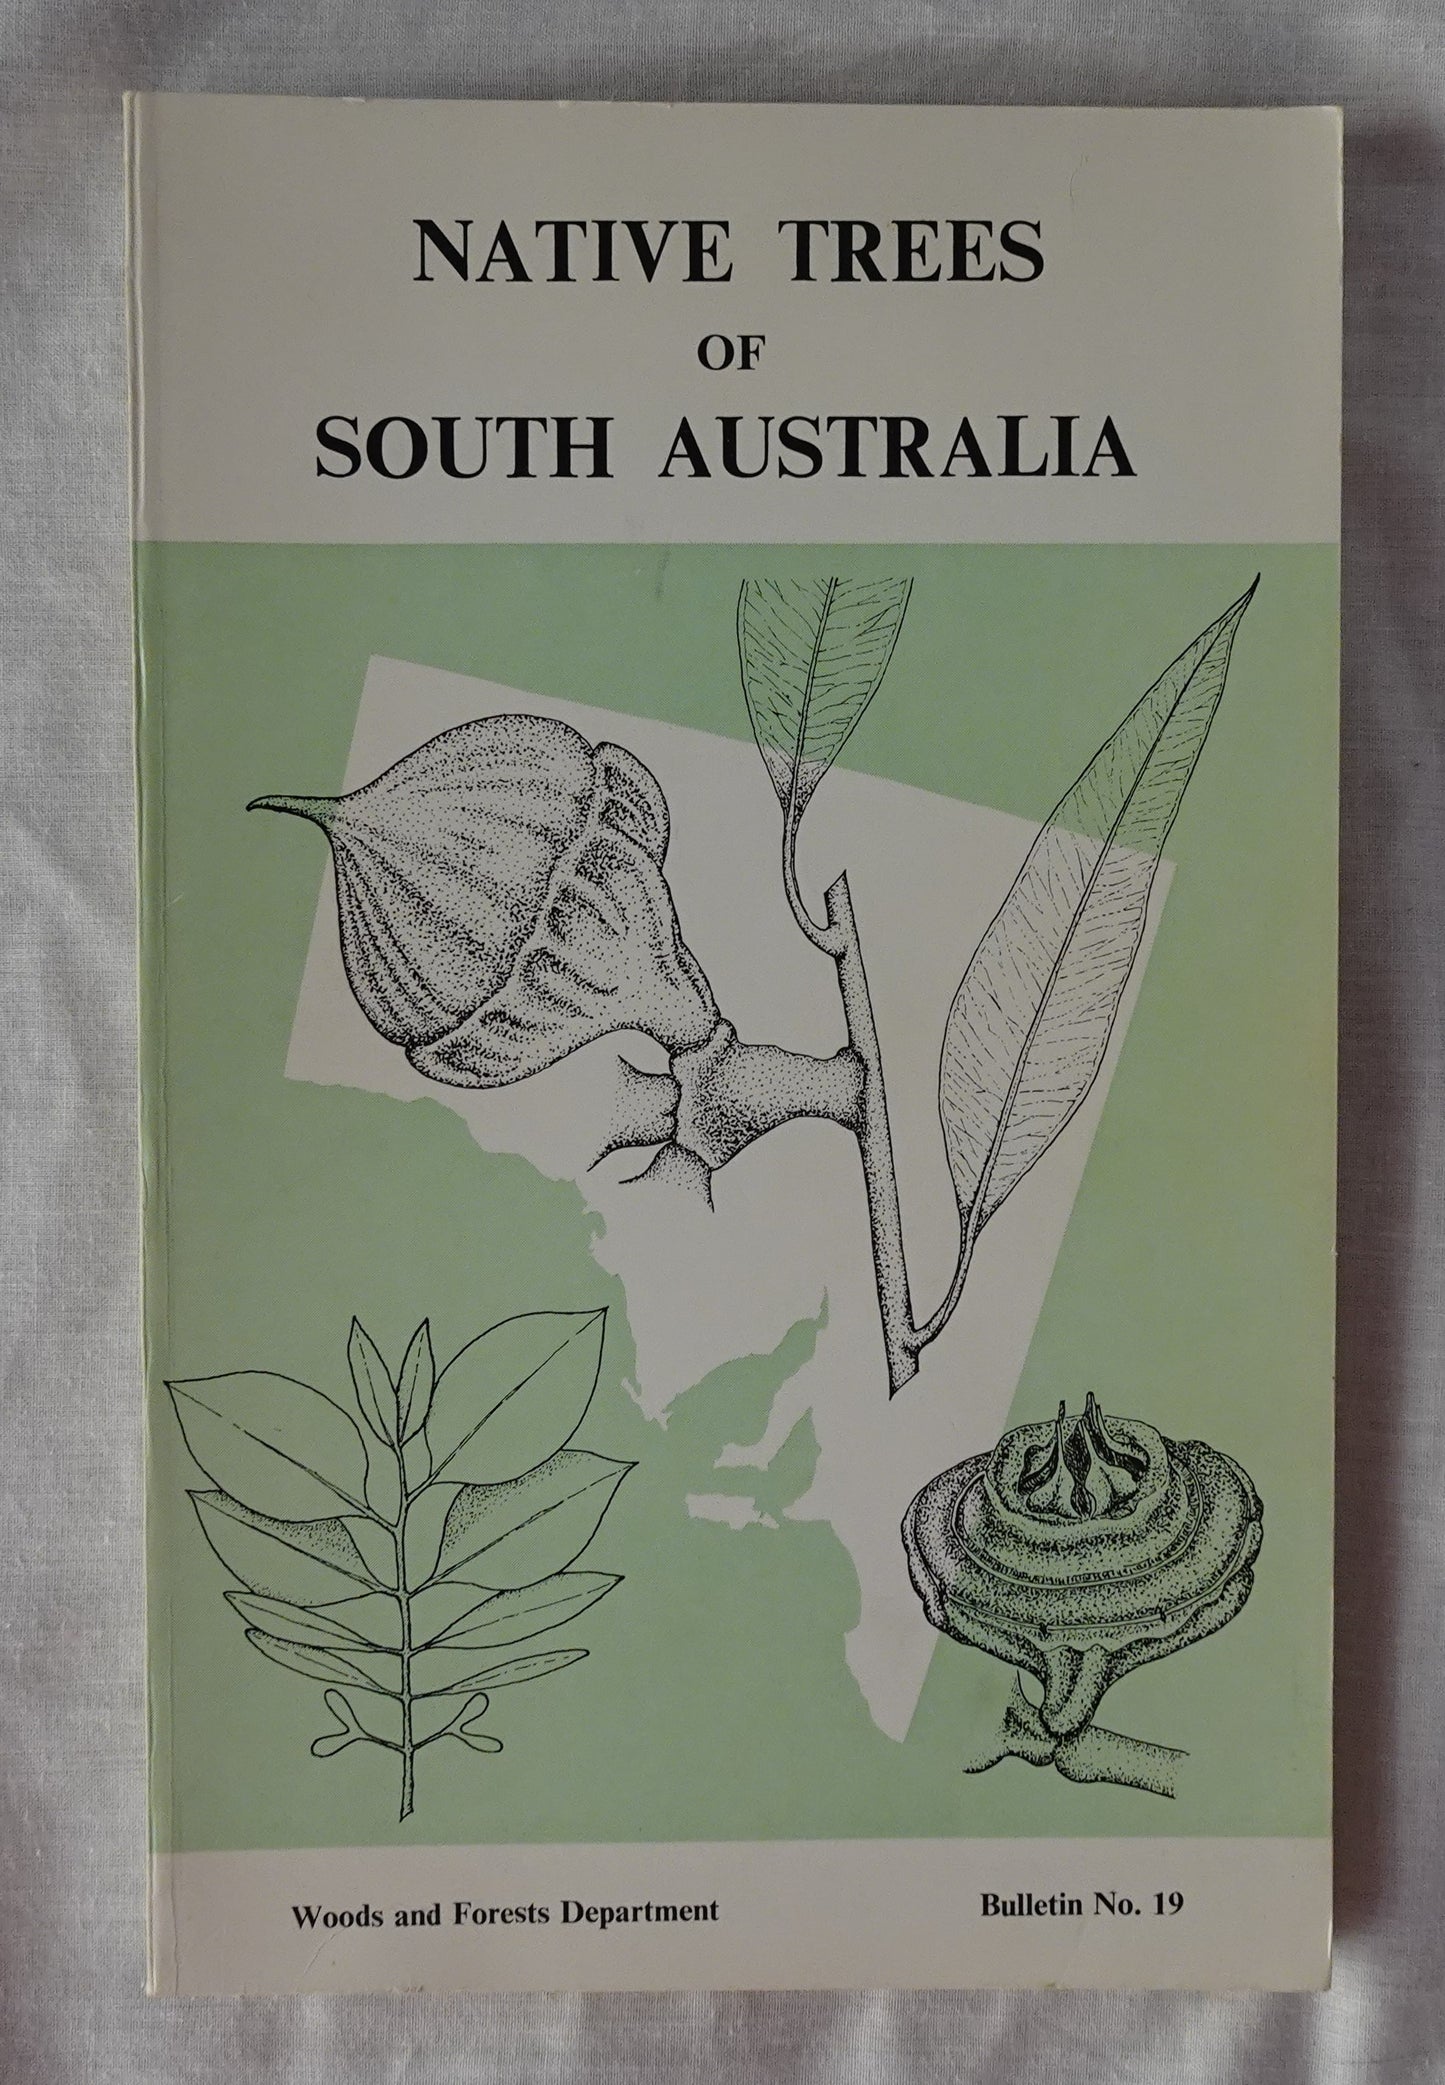 NATIVE TREES
OF
SOUTH AUSTRALIA
Woods and Forests Department
Bulletin No. 19